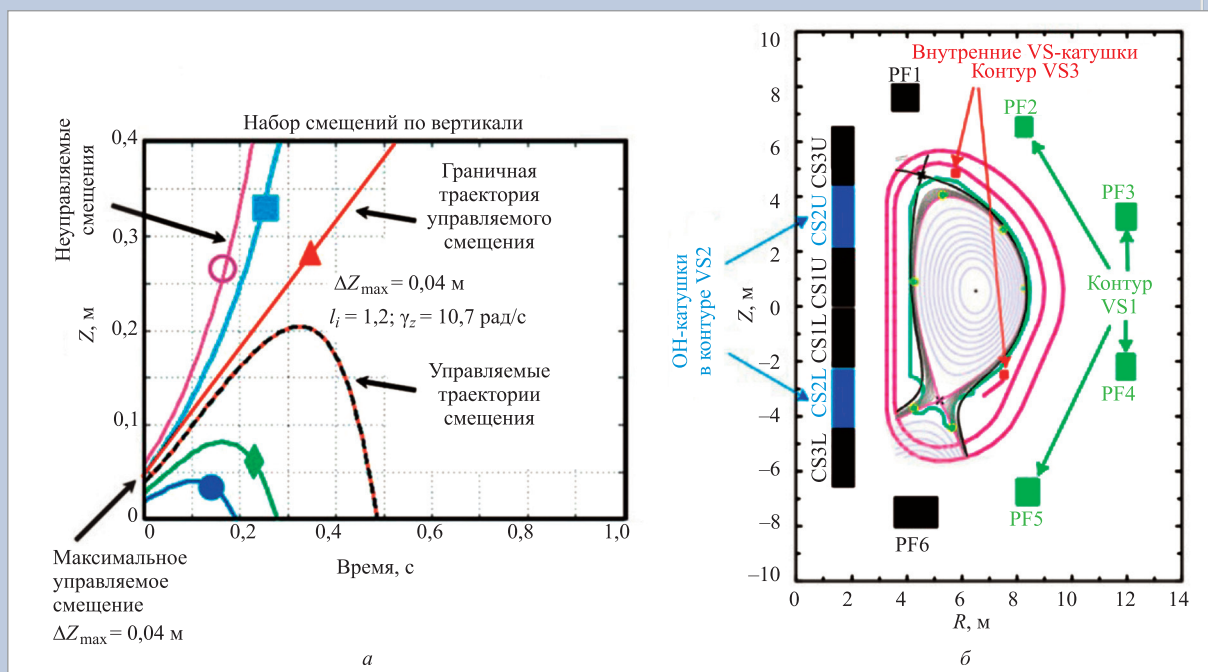 Набор смещений по вертикали
Неуправляемые
смещения
Z, м
0,4
0,3
0,2
0,1
0
Граничная
траектория
управляемого
смещения
ΔZmax = 0,04 м
li = 1,2; γz = 10,7 рад/с
Управляемые
траектории
смещения
0
0,2
0,4
0,6
0,8
1,0
Время, с
Максимальное
управляемое
смещение
ΔZmax = 0,04 м
а
Внутренние VS-катушки
Контур VS3
10
8
6
4
2
0
–2
–4
–6
–8
–10
Z, м
PF1
PF2
PF3
Контур
VS1
PF4
PF5
PF6
CS3U
CS2U
CS1U
CS1L
CS2L
CS3L
ОН-катушки
в контуре VS2
0
2
4
6
8
10
12
14
R, м
б